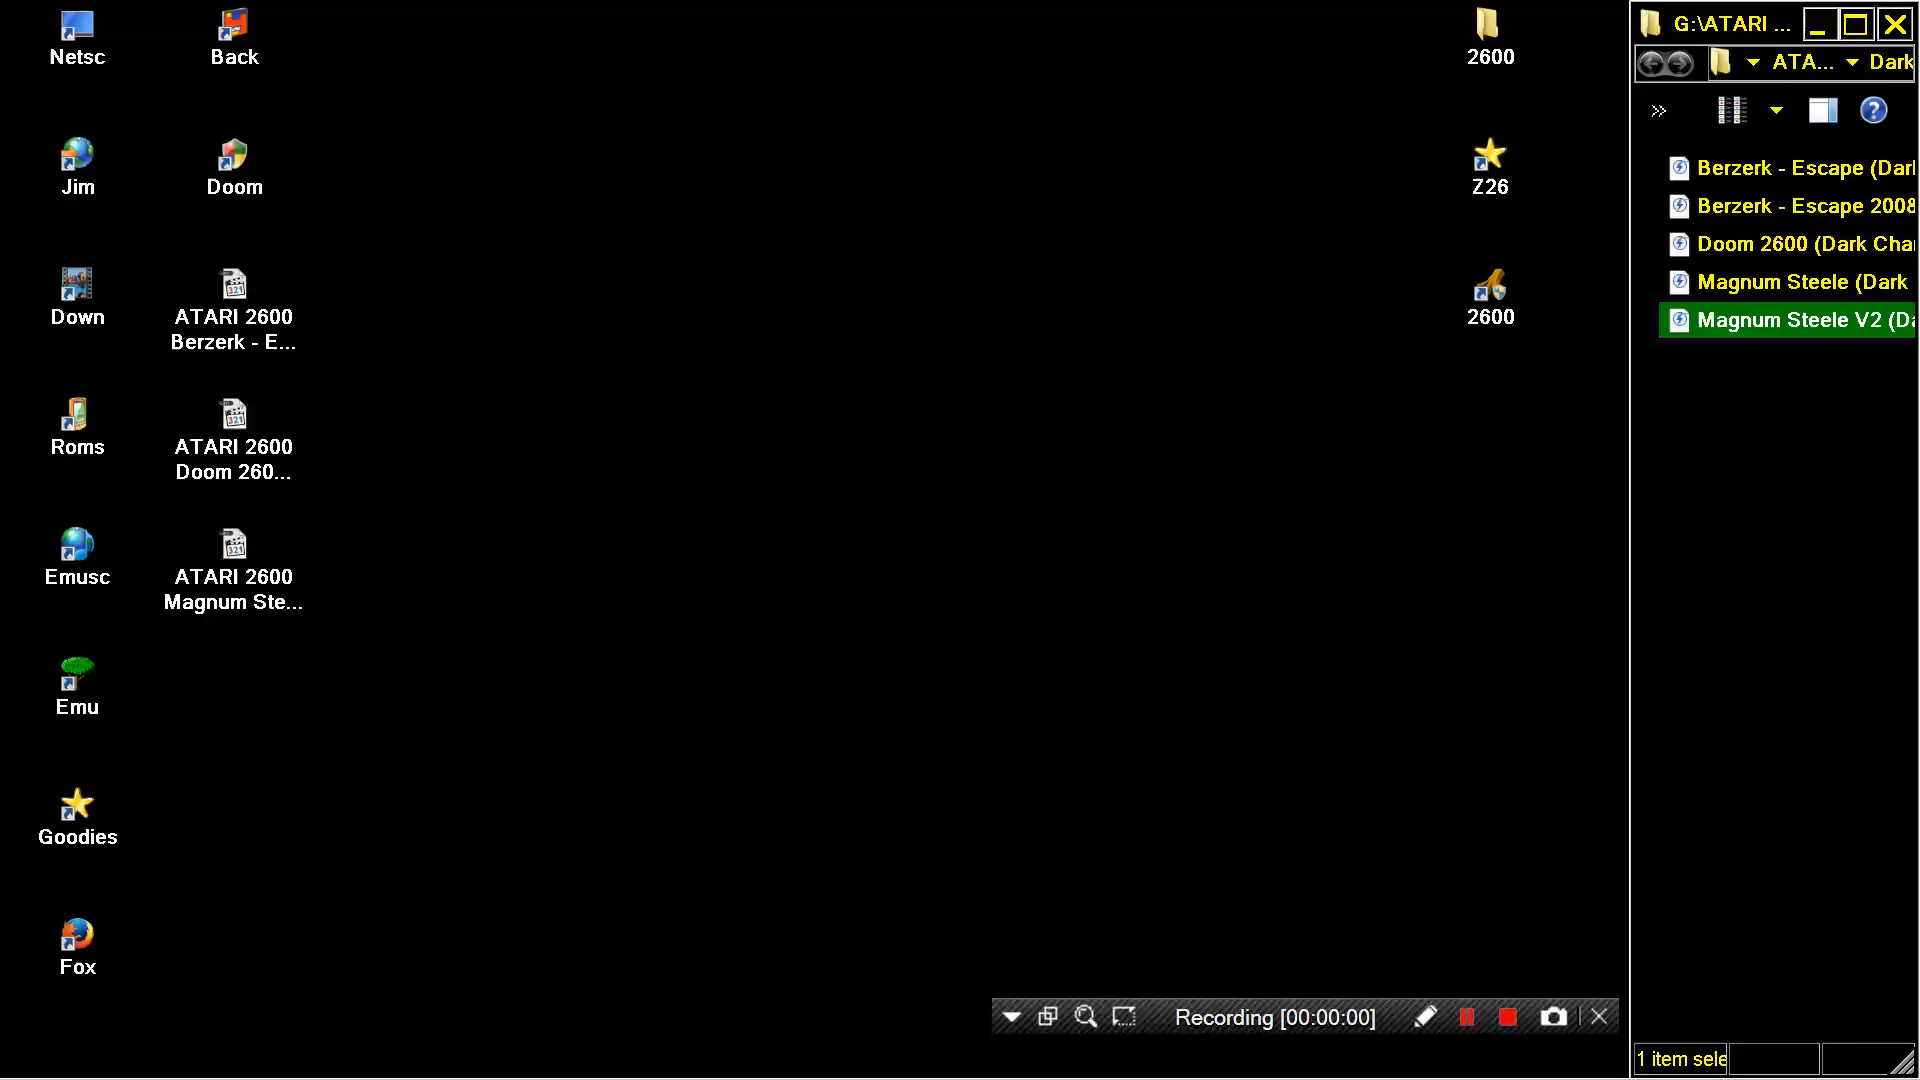 Netsc
Back
Jim
Doom
Down
ATARI 2600
Berzerk - E...
Roms
ATARI 2600
Doom 260...
Emusc
ATARI 2600
Magnum Ste...
Emu
Goodies
Fox
2600
Z26
2600
G:\ATARI ...
ATA... Dark
Berzerk - Escape (Dar
Berzerk - Escape 2008
Doom 2600 (Dark Cha
Magnum Steele (Dark
Magnum Steele V2 (Da
Recording [00:00:00]
1 item sele